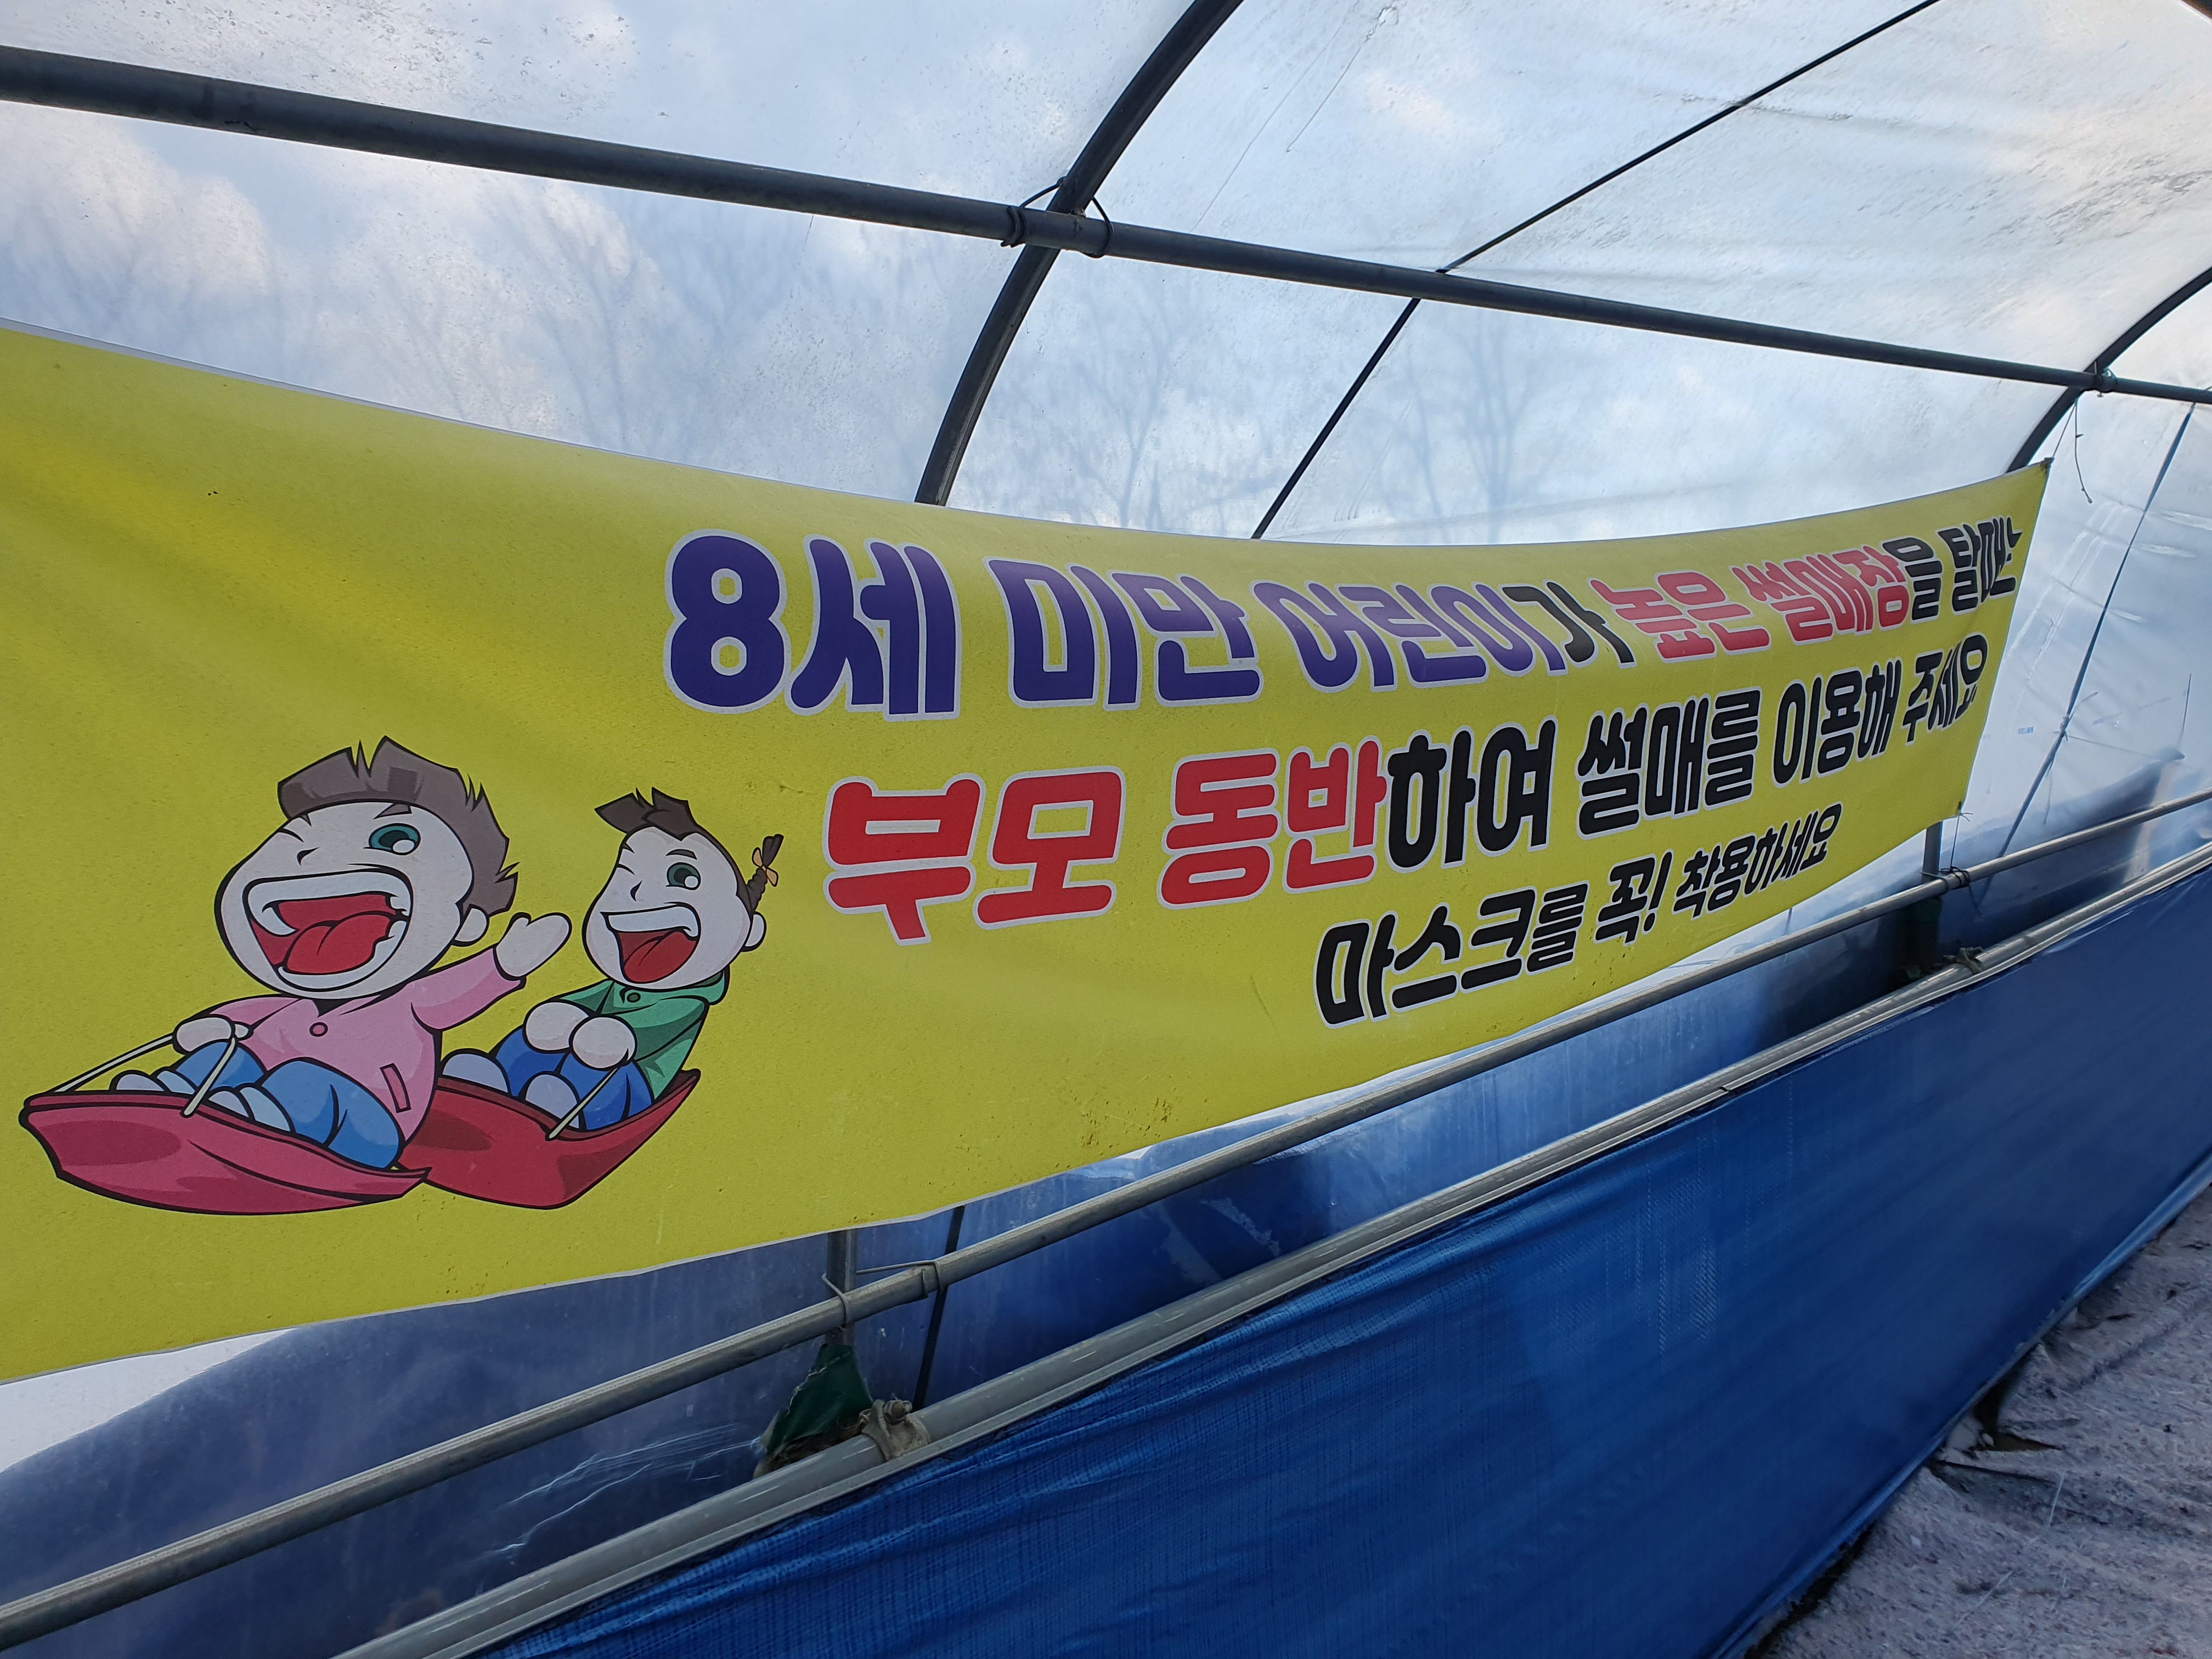 8세 미만 어린이가 높은 썰매장을 탈때는
부모 동반하여 썰매를 이용해 주세요
마스크를 꼭! 착용하세요